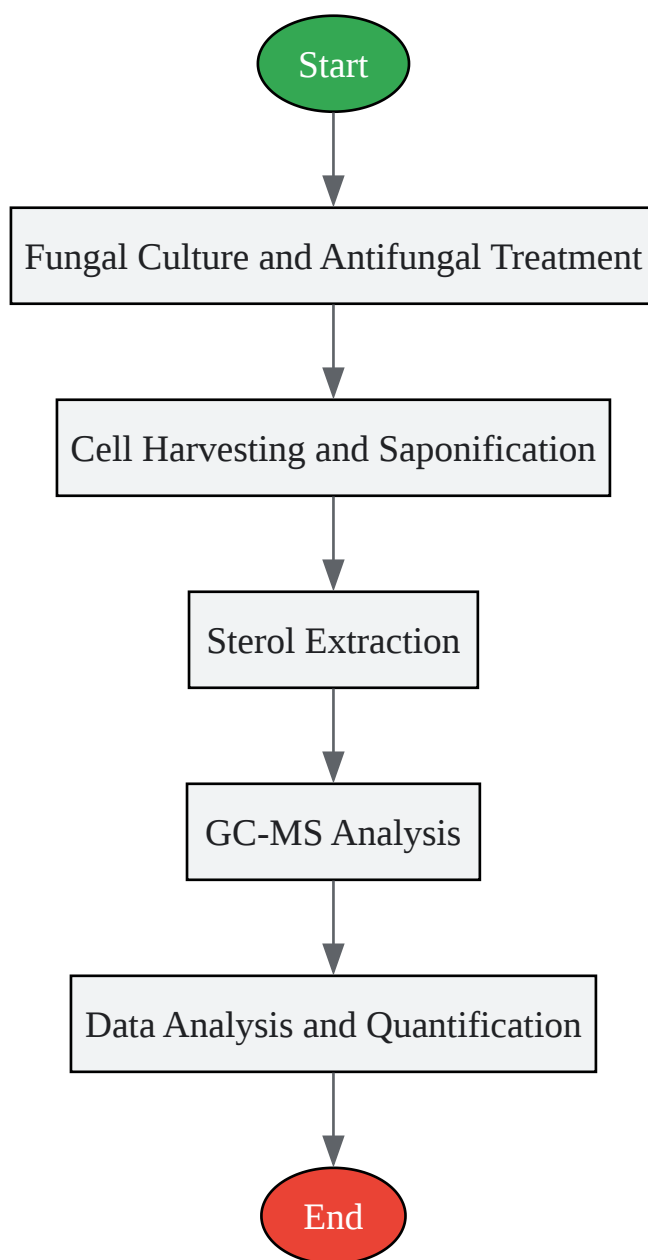 Start
Fungal Culture and Antifungal Treatment
Cell Harvesting and Saponification
Sterol Extraction
GC-MS Analysis
Data Analysis and Quantification
End